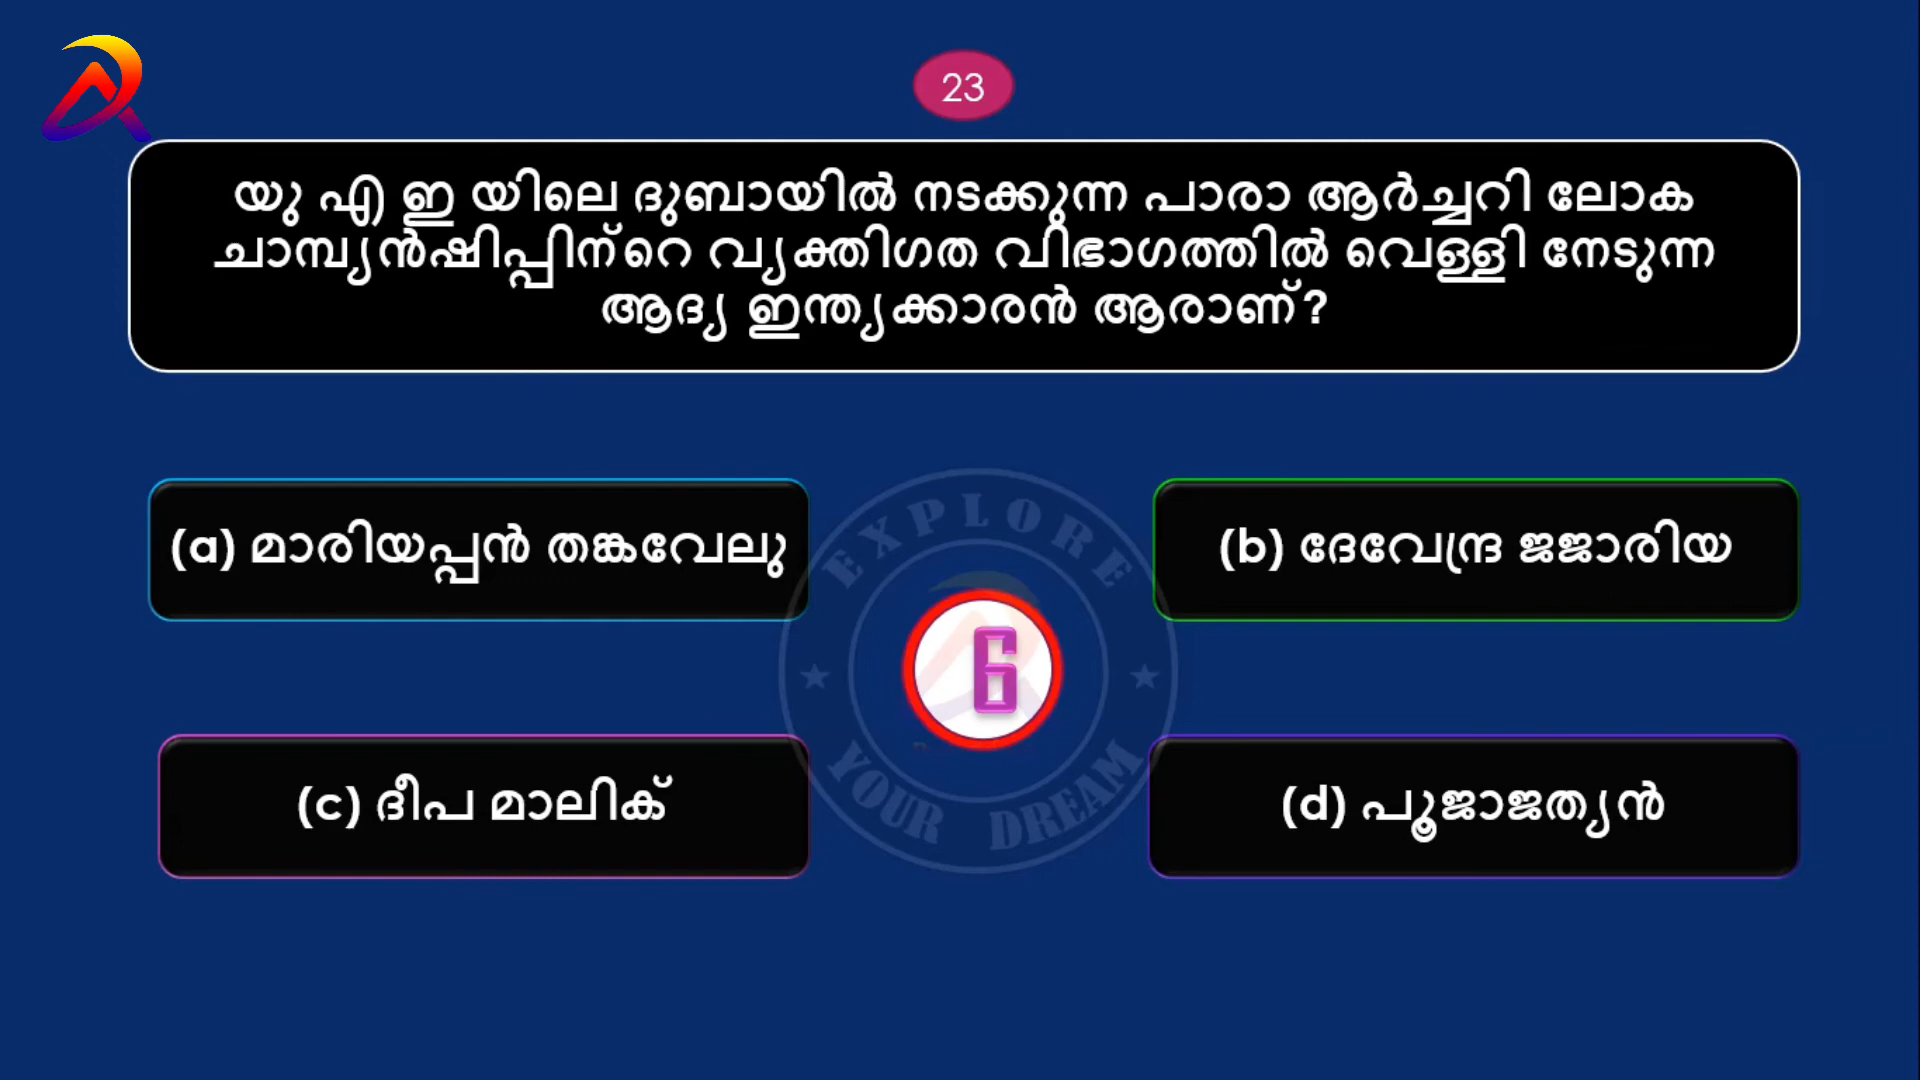 23
യു എ ഇ യിലെ ദുബായിൽ നടക്കുന്ന പാരാ ആർച്ചറി ലോക
ചാമ്പ്യൻഷിപ്പിന്റെ വ്യക്തിഗത വിഭാഗത്തിൽ വെള്ളി നേടുന്ന
ആദ്യ ഇന്ത്യക്കാരൻ ആരാണ്?
(a) മാരിയപ്പൻ തങ്കവേലു
(b) ദേവേന്ദ്ര ജജാരിയ
EXPLORE
6
YOUR DREAM
(c) ദീപ മാലിക്
(d) പൂജാജത്യൻ